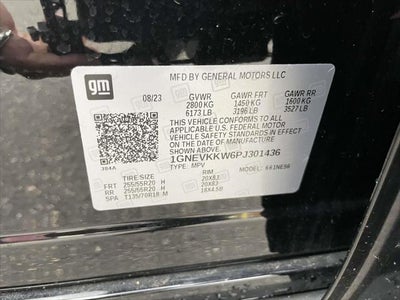 gm
MFD BY GENERAL MOTORS LLC
08/23 GVWR GAWR FRT GAWR RR
2800 KG 1450 KG 1600 KG
6173 LB 3196 LB 3527 LB
THIS VEHICLE CONFORMS TO ALL
APPLICABLE U.S. FEDERAL MOTOR
VEHICLE SAFETY STANDARDS IN
EFFECT ON THE DATE OF
MANUFACTURE SHOWN ABOVE.
1GNEVKKW6PJ301436
TYPE: MPV MODEL:
TIRE SIZE RIM
FRT 255/55R20 H 20X8J
RR 255/55R20 H 20X8J
SPA T135/70R18 M 18X4.5B